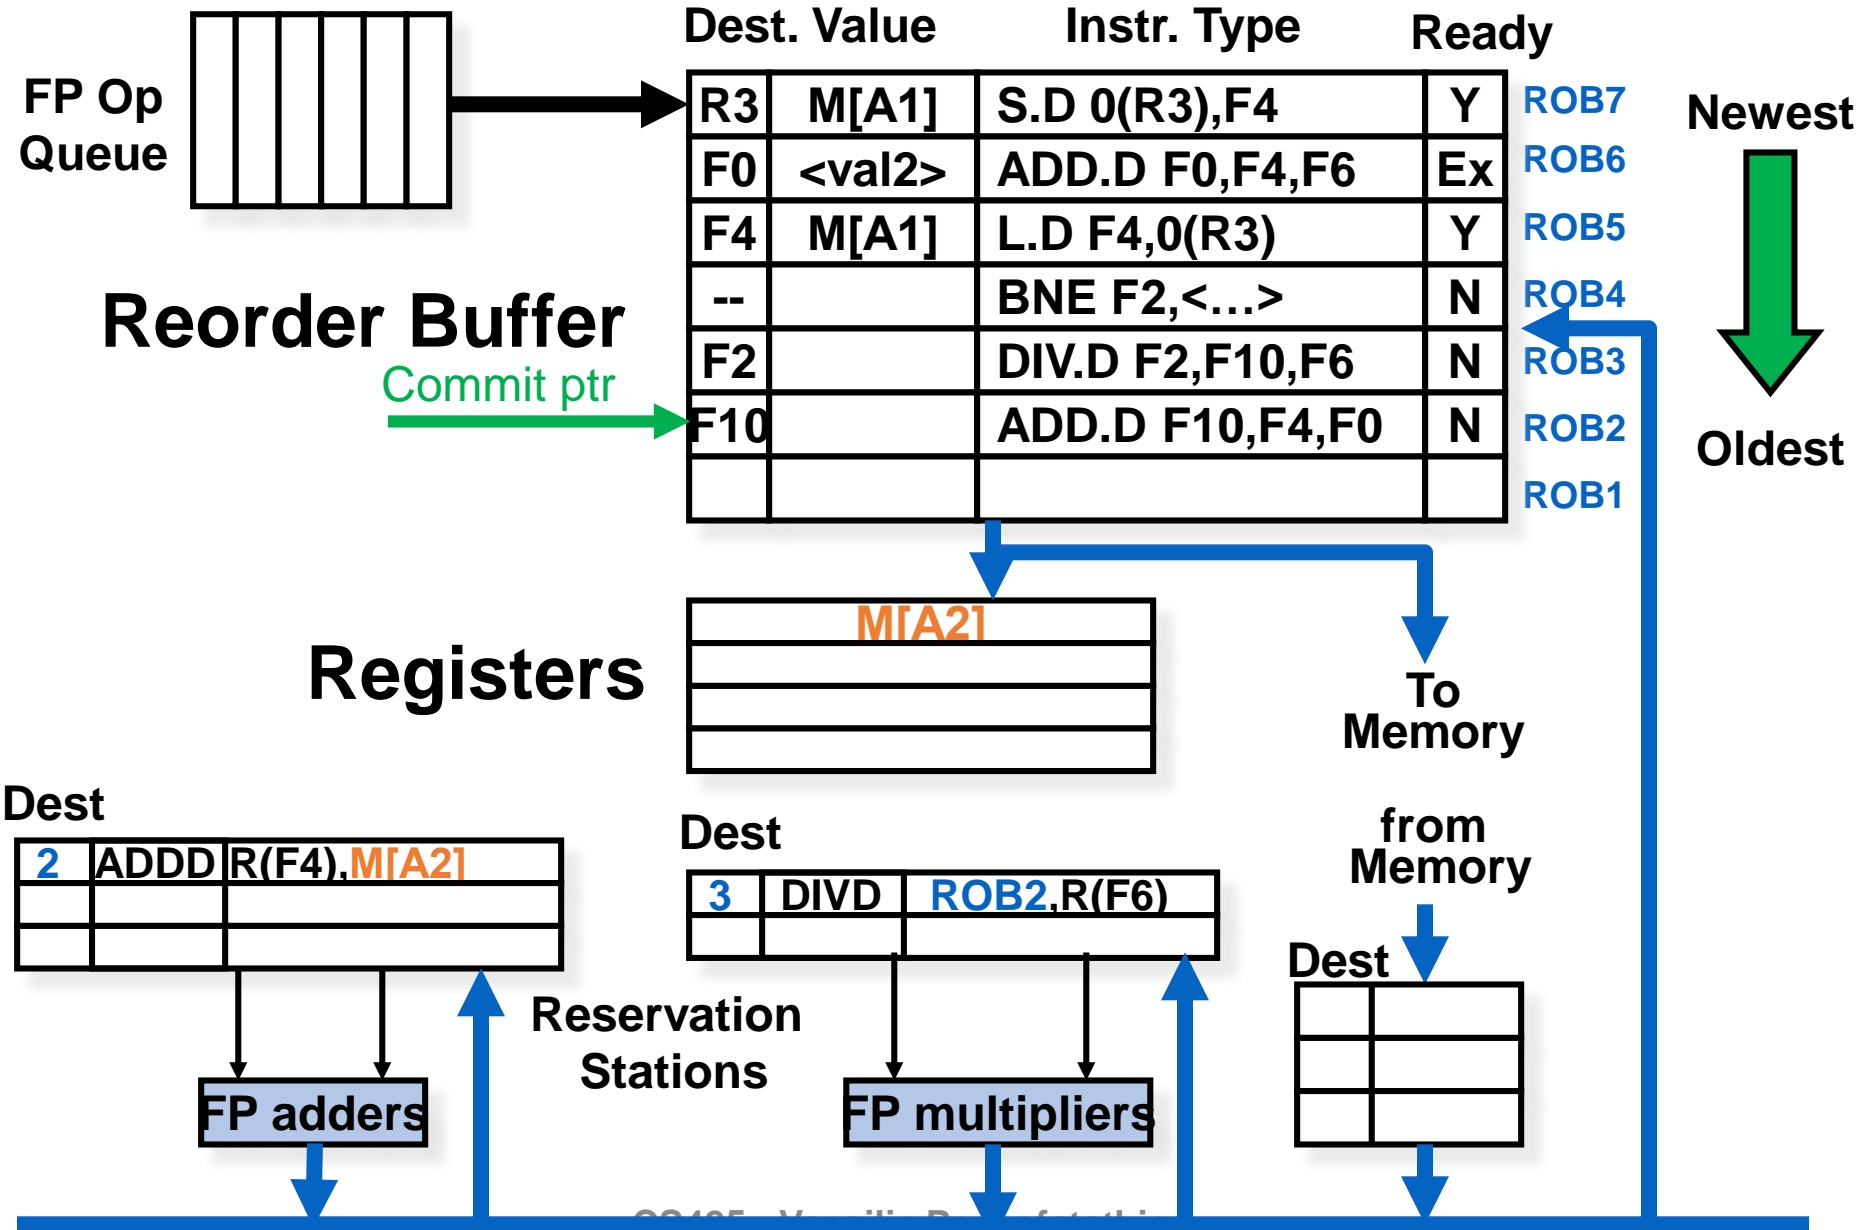 Dest. Value Instr. Type Ready
FP Op
Queue
R3 M[A1] S.D 0(R3),F4 Y ROB7
F0 <val2> ADD.D F0,F4,F6 Ex ROB6
F4 M[A1] L.D F4,0(R3) Y ROB5
-- BNE F2,<…> N ROB4
F2 DIV.D F2,F10,F6 N ROB3
F10 ADD.D F10,F4,F0 N ROB2
ROB1
Newest
Oldest
Reorder Buffer
Commit ptr
Registers
M[A2]
To
Memory
Dest
2 ADDD R(F4),M[A2]
Dest
3 DIVD ROB2,R(F6)
from
Memory
Dest
Reservation
Stations
FP adders
FP multipliers